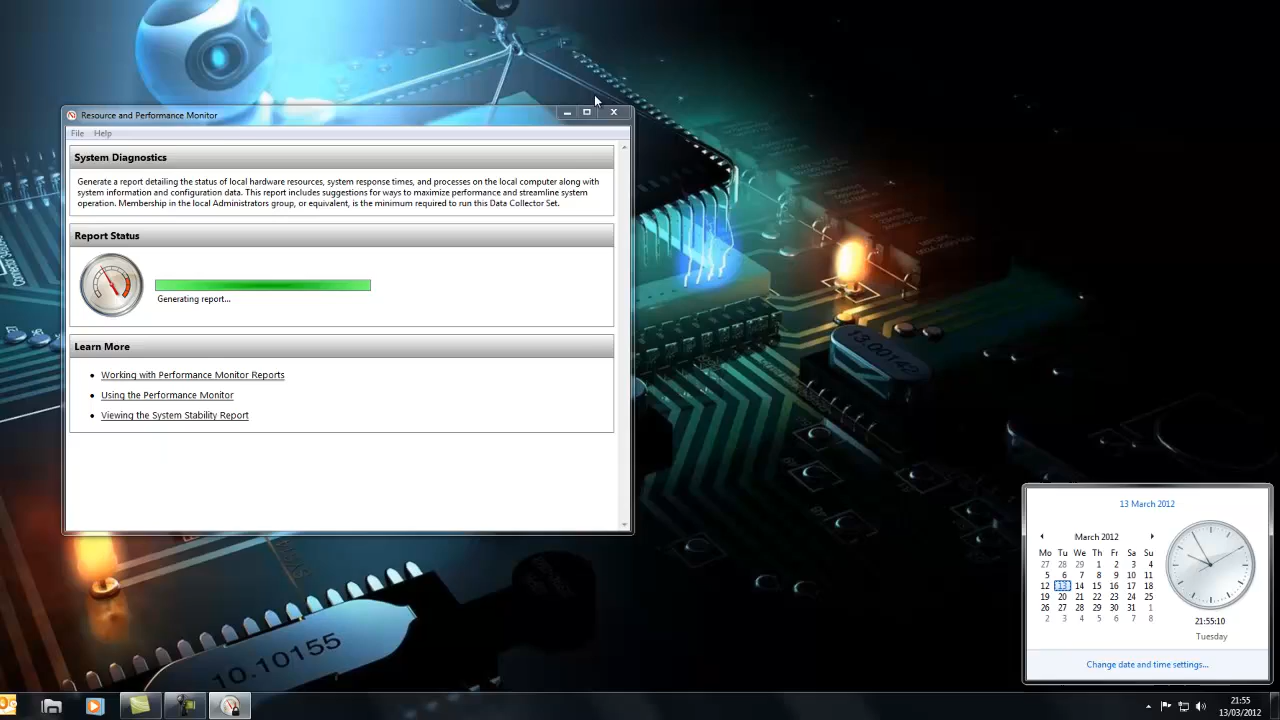 Resource and Performance Monitor
File Help
System Diagnostics
Generate a report detailing the status of local hardware resources, system response times, and processes on the local computer along with
system information and configuration data. This report includes suggestions for ways to maximize performance and streamline system
operation. Membership in the local Administrators group, or equivalent, is the minimum required to run this Data Collector Set.
Report Status
Generating report...
Learn More
Working with Performance Monitor Reports
Using the Performance Monitor
Viewing the System Stability Report
13.00142
10.10155
13 March 2012
March 2012
Mo Tu We Th Fr Sa Su
27 28 29 1 2 3 4
5 6 7 8 9 10 11
12 13 14 15 16 17 18
19 20 21 22 23 24 25
26 27 28 29 30 31 1
2 3 4 5 6 7 8
21:55:10
Tuesday
Change date and time settings...
21:55
13/03/2012